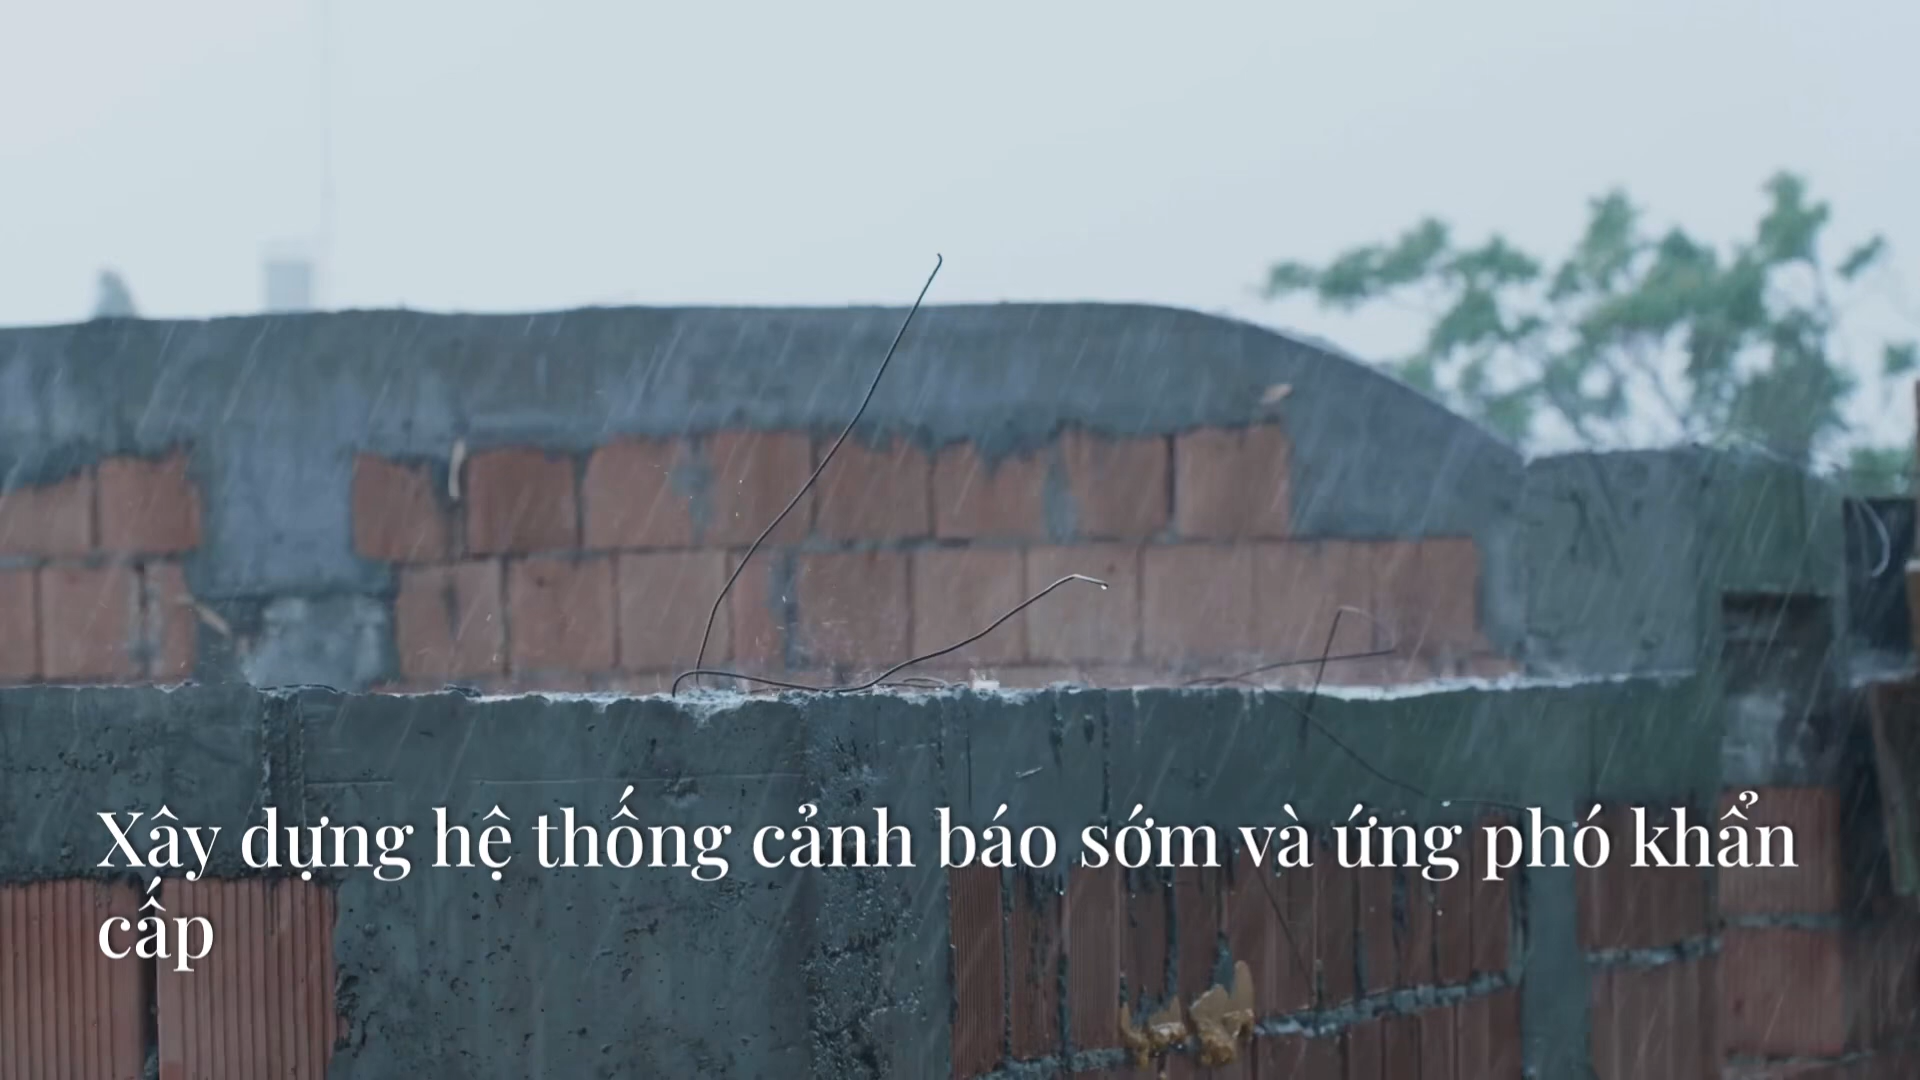 Xây dựng hệ thống cảnh báo sớm và ứng phó khẩn
cấp